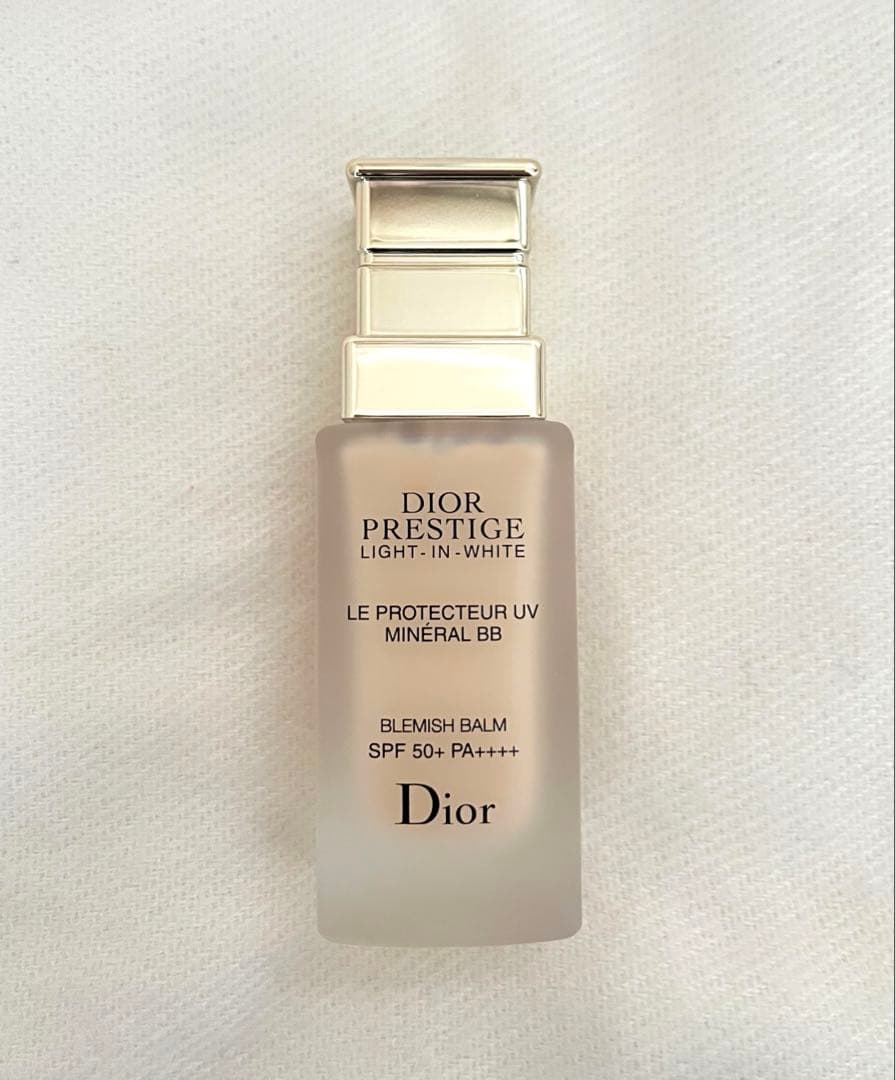 DIOR
PRESTIGE
LIGHT-IN-WHITE
LE PROTECTEUR UV
MINÉRAL BB
BLEMISH BALM
SPF 50+ PA++++
Dior